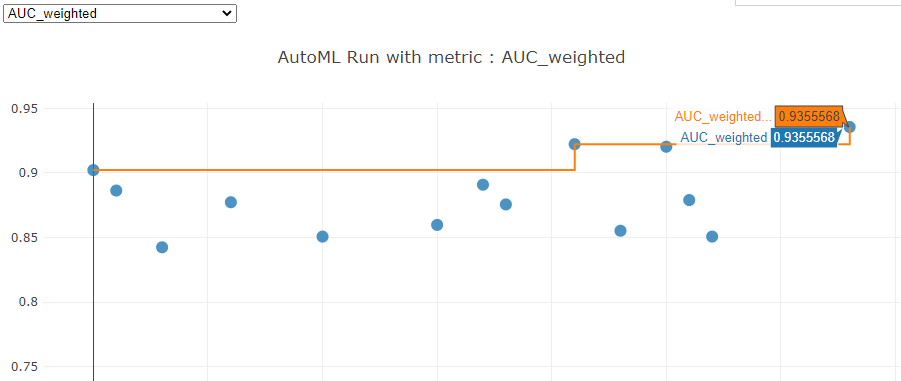 AUC_weighted
AutoML Run with metric : AUC_weighted
0.95
AUC_weighted... 0.9355568
AUC_weighted 0.9355568
0.9
0.85
0.8
0.75